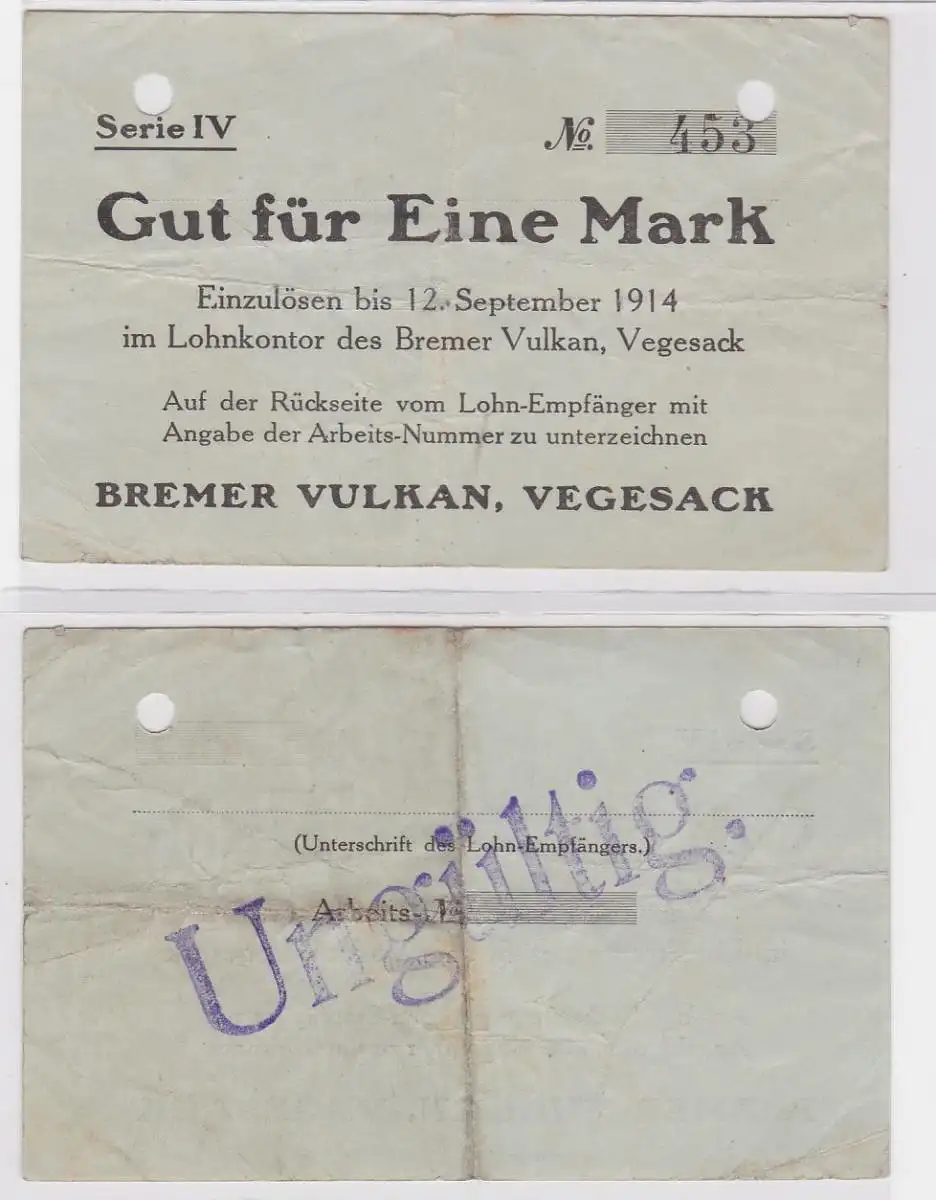 Serie IV
No. 453
Gut für Eine Mark
Einzulösen bis 12. September 1914
im Lohnkontor des Bremer Vulkan, Vegesack
Auf der Rückseite vom Lohn-Empfänger mit
Angabe der Arbeits-Nummer zu unterzeichnen
BREMER VULKAN, VEGESACK
(Unterschrift des Lohn-Empfängers.)
Arbeits-No.
Ungültig.